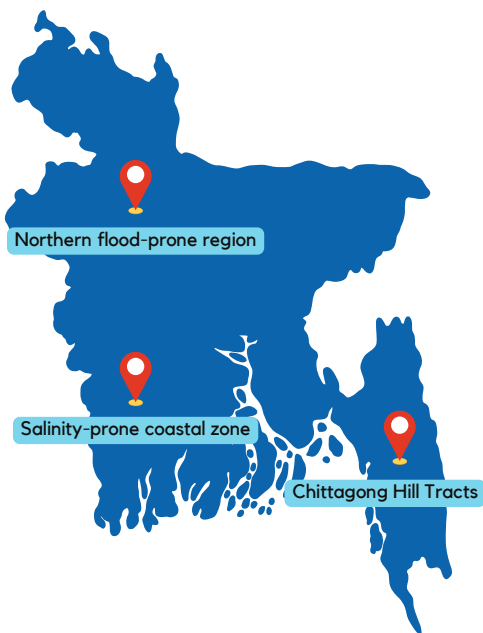 Northern flood-prone region
Salinity-prone coastal zone
Chittagong Hill Tracts